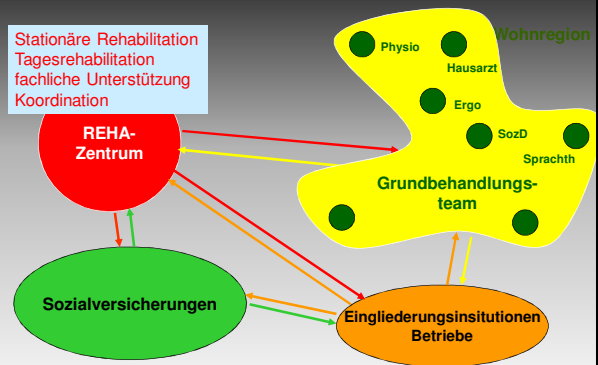 Stationäre Rehabilitation
Tagesrehabilitation
fachliche Unterstützung
Koordination
REHA-
Zentrum
Wohnregion
Physio
Hausarzt
Ergo
SozD
Sprachth
Grundbehandlungs-
team
Sozialversicherungen
Eingliederungsinsitutionen
Betriebe